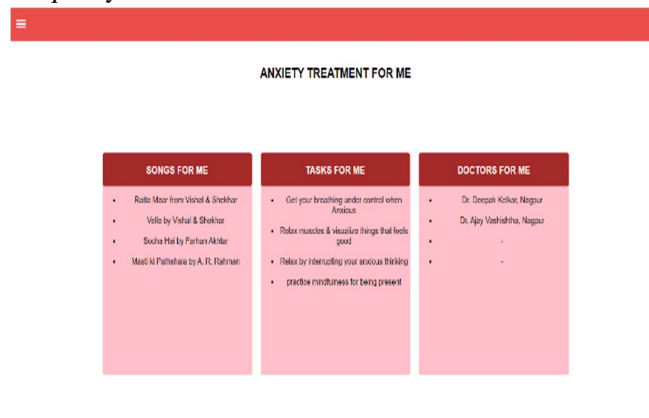 ANXIETY TREATMENT FOR ME
SONGS FOR ME
Ratta Maar from Vishal & Shekhar
Velle by Vishal & Shekhar
Socha Hai by Farhan Akhtar
Masti ki Pathshala by A. R. Rahman
TASKS FOR ME
Get your breathing under control when
Anxious
Relax muscles & visualize things that feels
good
Relax by interrupting your anxious thinking
practice mindfulness for being present
DOCTORS FOR ME
Dr. Deepak Kelkar, Nagpur
Dr. Ajay Vashishtha, Nagpur
-
-